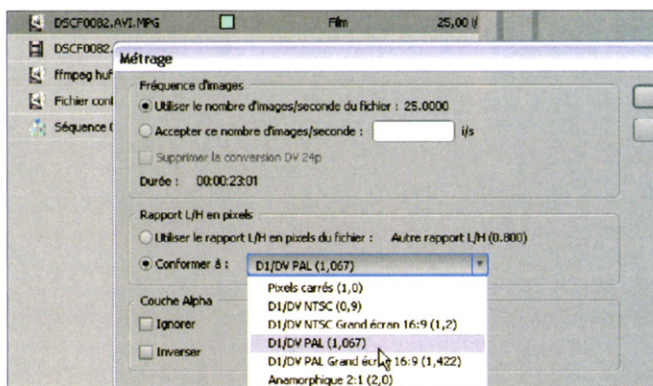 DSCF0082.AVI.MPG Film 25,00 i/
DSCF0082.
Métrage
ffmpeg huf
Fréquence d'images
Utiliser le nombre d'images/seconde du fichier : 25.0000
Fichier con
Accepter ce nombre d'images/seconde : i/s
Séquence
Supprimer la conversion DV 24p
Durée : 00:00:23:01
Rapport L/H en pixels
Utiliser le rapport L/H en pixels du fichier : Autre rapport L/H (0.800)
Conformer à : D1/DV PAL (1,067)
Pixels carrés (1,0)
Couche Alpha
D1/DV NTSC (0,9)
Ignorer
D1/DV NTSC Grand écran 16:9 (1,2)
D1/DV PAL (1,067)
Inverser
D1/DV PAL Grand écran 16:9 (1,422)
Anamorphique 2:1 (2,0)